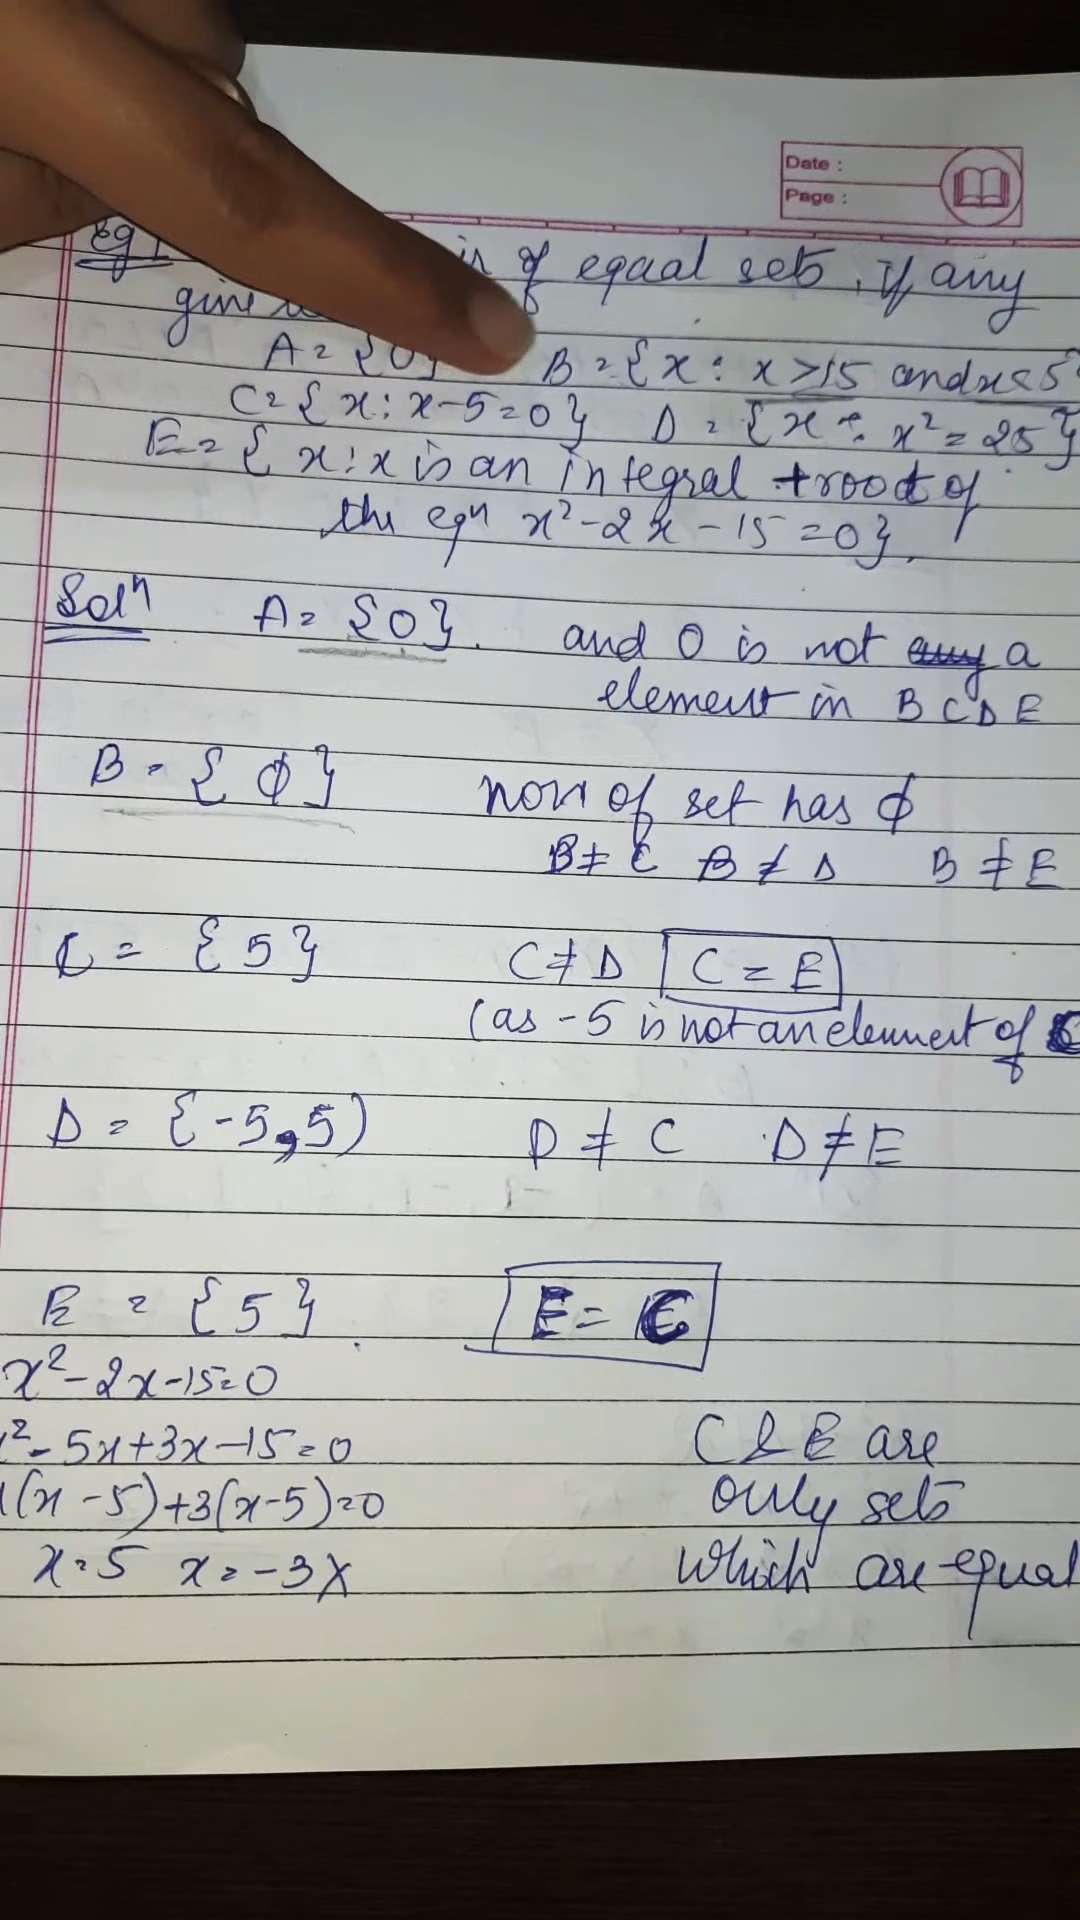 Date :
Page :
Eg 1 of equal sets, if any
give
A = {0} B = {x : x > 15 and x < 5
C = {x : x - 5 = 0} D = {x : x² = 25}
E = { x : x is an integral +root of
the eqn x² - 2x - 15 = 0}.
Soln A = {0}. and 0 is not a
element in B C D E
B = { ϕ } non of set has ϕ
B ≠ C B ≠ D B ≠ E
C = {5} C ≠ D C = E
(as -5 is not an element of C
D = {-5,5) D ≠ C D ≠ E
E = {5} E = C
x² - 2x - 15 = 0
² - 5x + 3x - 15 = 0 C & E are
(x - 5) + 3(x - 5) = 0 only sets
x = 5 x = -3 X which are equal